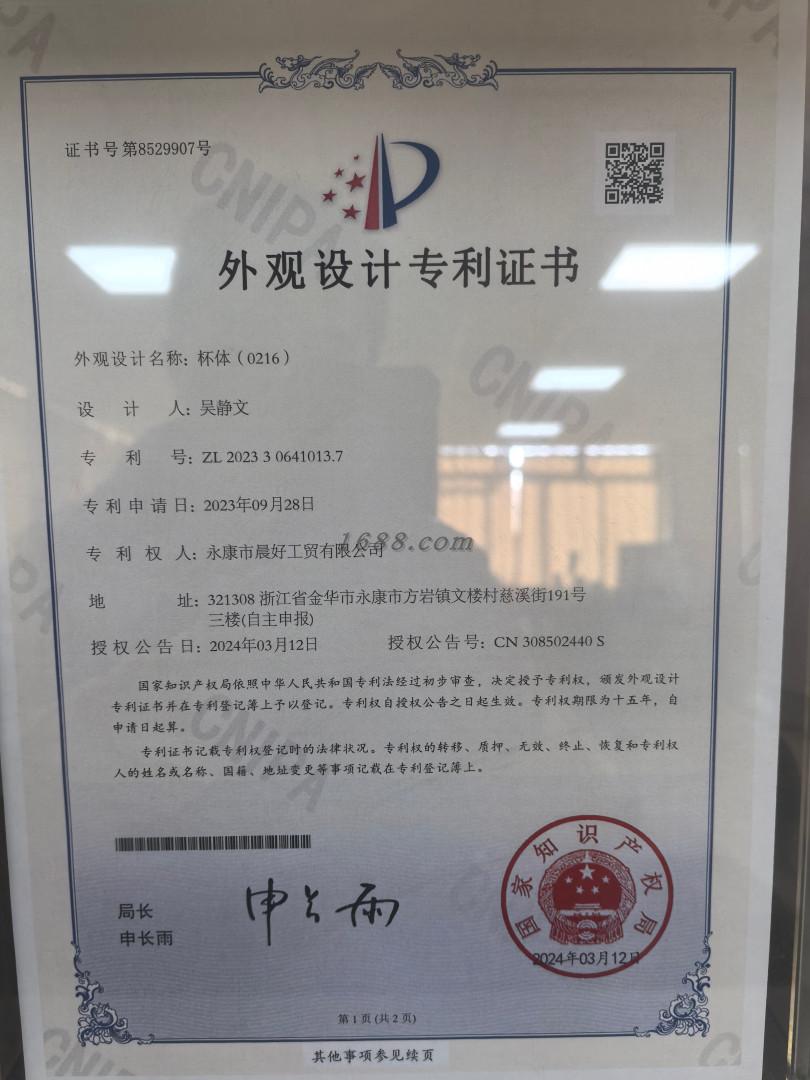 证书号第8529907号
外观设计专利证书
外观设计名称：杯体（0216）
设计人：吴静文
专利号：ZL 2023 3 0641013.7
专利申请日：2023年09月28日
1688.com
专利权人：永康市晨好工贸有限公司
地址：321308 浙江省金华市永康市方岩镇文楼村慈溪街191号
三楼(自主申报)
授权公告日：2024年03月12日 授权公告号：CN 308502440 S
国家知识产权局依照中华人民共和国专利法经过初步审查，决定授予专利权，颁发外观设计
专利证书并在专利登记簿上予以登记。专利权自授权公告之日起生效。专利权期限为十五年，自
申请日起算。
专利证书记载专利权登记时的法律状况。专利权的转移、质押、无效、终止、恢复和专利权
人的姓名或名称、国籍、地址变更等事项记载在专利登记簿上。
局长
申长雨
申长雨
国家知识产权局
2024年03月12日
第1页(共2页)
其他事项参见续页
CNIPA
CNIPA
CNIPA
CNIPA